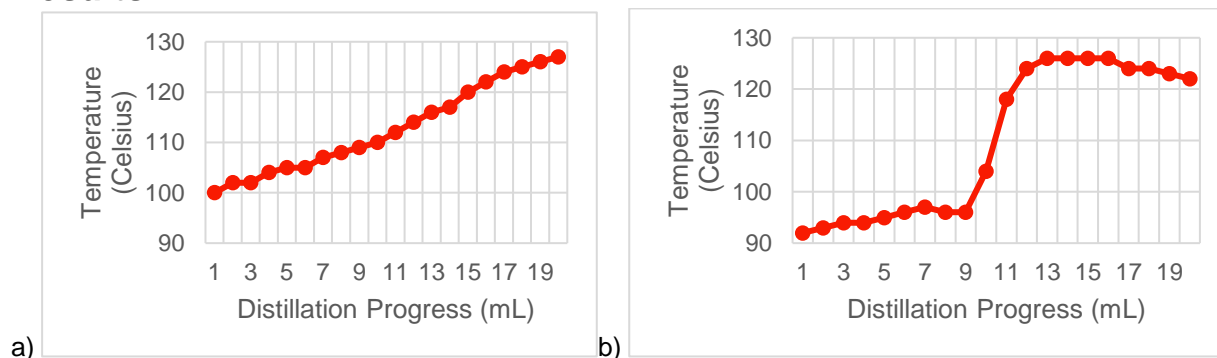 130
120
110
100
90
1 3 5 7 9 11 13 15 17 19
Temperature
(Celsius)
Distillation Progress (mL)
a)
130
120
110
100
90
1 3 5 7 9 11 13 15 17 19
Temperature
(Celsius)
Distillation Progress (mL)
b)